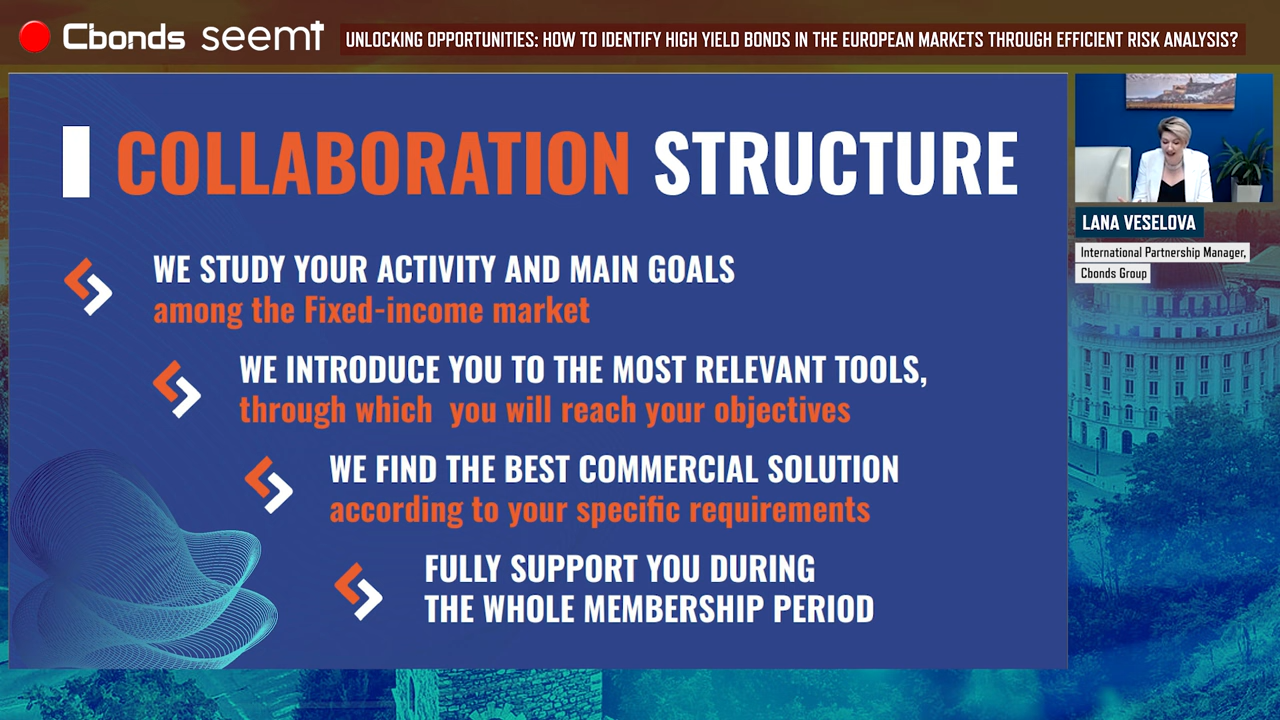 Cbonds seemt UNLOCKING OPPORTUNITIES: HOW TO IDENTIFY HIGH YIELD BONDS IN THE EUROPEAN MARKETS THROUGH EFFICIENT RISK ANALYSIS?
COLLABORATION STRUCTURE
WE STUDY YOUR ACTIVITY AND MAIN GOALS
among the Fixed-income market
WE INTRODUCE YOU TO THE MOST RELEVANT TOOLS,
through which you will reach your objectives
WE FIND THE BEST COMMERCIAL SOLUTION
according to your specific requirements
FULLY SUPPORT YOU DURING
THE WHOLE MEMBERSHIP PERIOD
LANA VESELOVA
International Partnership Manager,
Cbonds Group